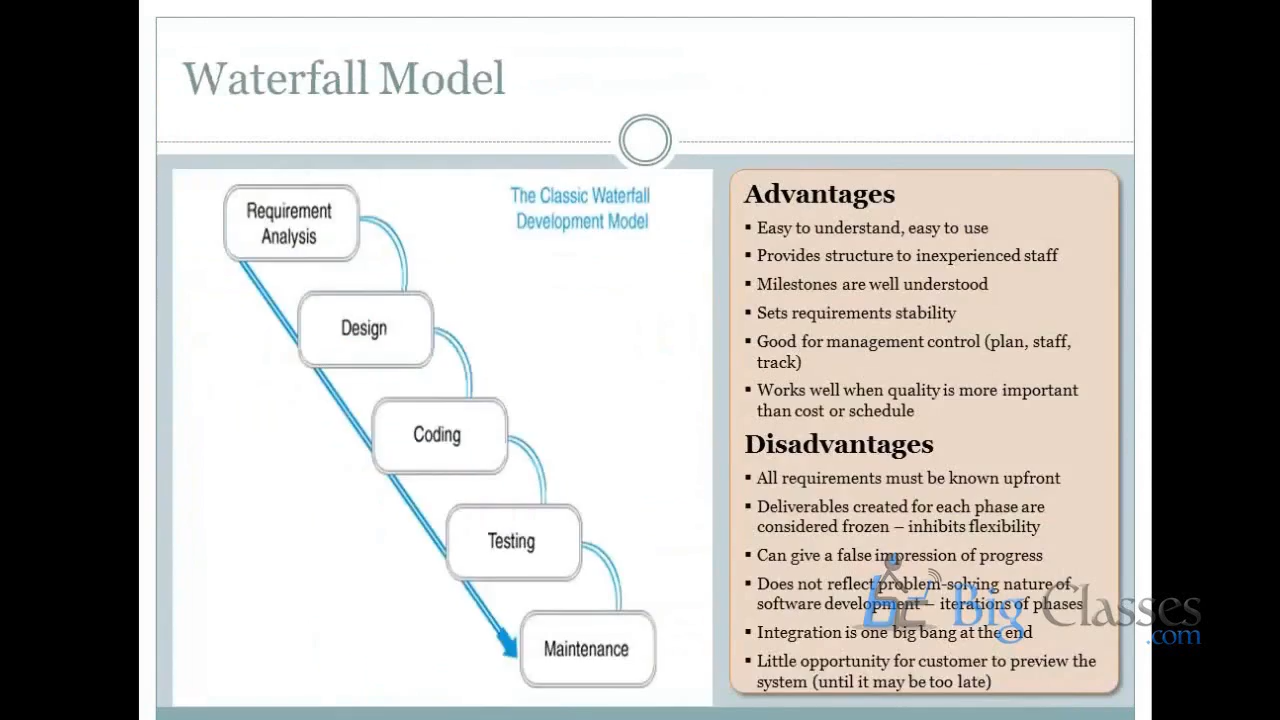 Waterfall Model
The Classic Waterfall
Development Model
Requirement
Analysis
Design
Coding
Testing
Maintenance
Advantages
▪ Easy to understand, easy to use
▪ Provides structure to inexperienced staff
▪ Milestones are well understood
▪ Sets requirements stability
▪ Good for management control (plan, staff,
track)
▪ Works well when quality is more important
than cost or schedule
Disadvantages
▪ All requirements must be known upfront
▪ Deliverables created for each phase are
considered frozen – inhibits flexibility
▪ Can give a false impression of progress
▪ Does not reflect problem-solving nature of
software development – iterations of phases
▪ Integration is one big bang at the end
▪ Little opportunity for customer to preview the
system (until it may be too late)
Big Classes
.com